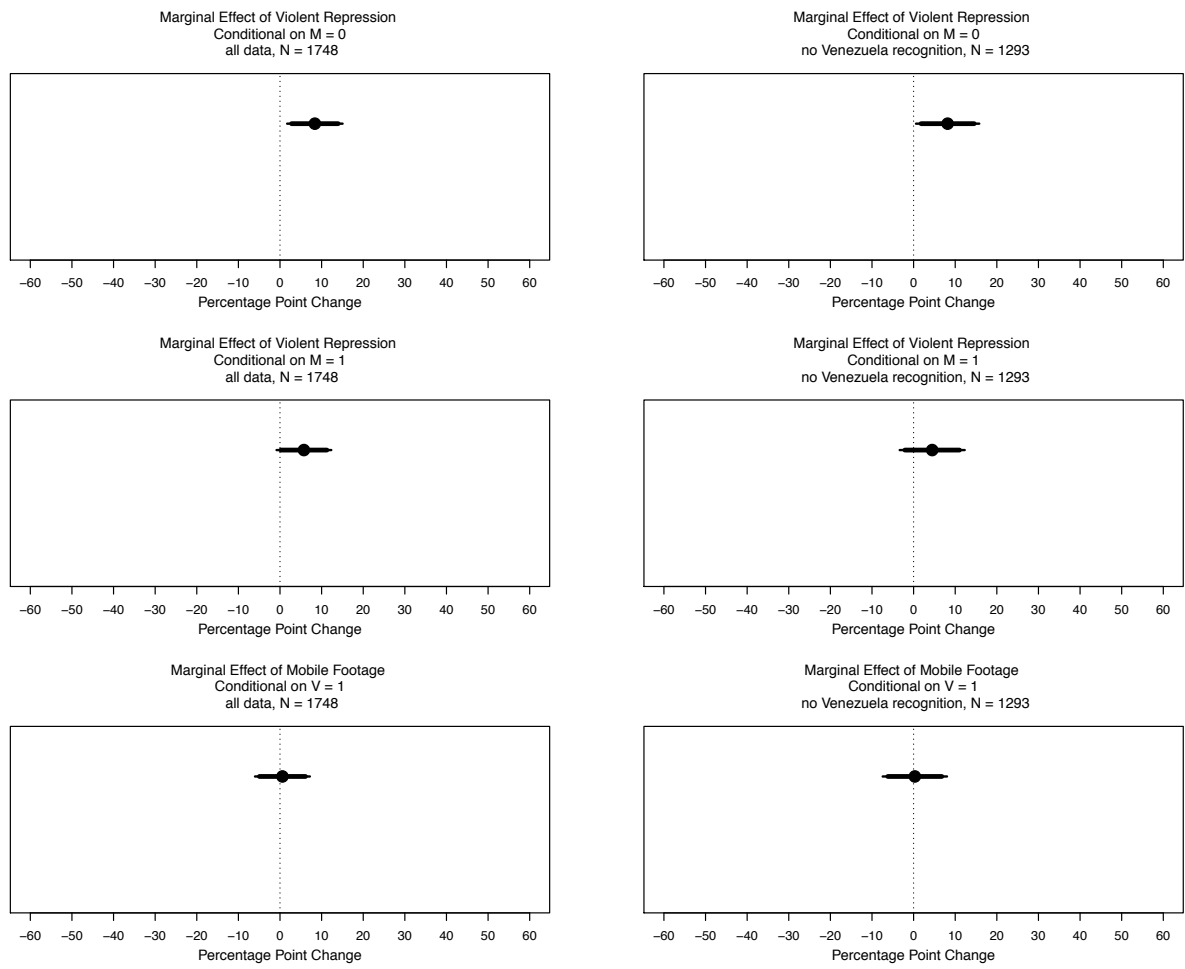 Marginal Effect of Violent Repression
Conditional on M = 0
all data, N = 1748
−60 −50 −40 −30 −20 −10 0 10 20 30 40 50 60
Percentage Point Change
Marginal Effect of Violent Repression
Conditional on M = 0
no Venezuela recognition, N = 1293
−60 −50 −40 −30 −20 −10 0 10 20 30 40 50 60
Percentage Point Change
Marginal Effect of Violent Repression
Conditional on M = 1
all data, N = 1748
−60 −50 −40 −30 −20 −10 0 10 20 30 40 50 60
Percentage Point Change
Marginal Effect of Violent Repression
Conditional on M = 1
no Venezuela recognition, N = 1293
−60 −50 −40 −30 −20 −10 0 10 20 30 40 50 60
Percentage Point Change
Marginal Effect of Mobile Footage
Conditional on V = 1
all data, N = 1748
−60 −50 −40 −30 −20 −10 0 10 20 30 40 50 60
Percentage Point Change
Marginal Effect of Mobile Footage
Conditional on V = 1
no Venezuela recognition, N = 1293
−60 −50 −40 −30 −20 −10 0 10 20 30 40 50 60
Percentage Point Change